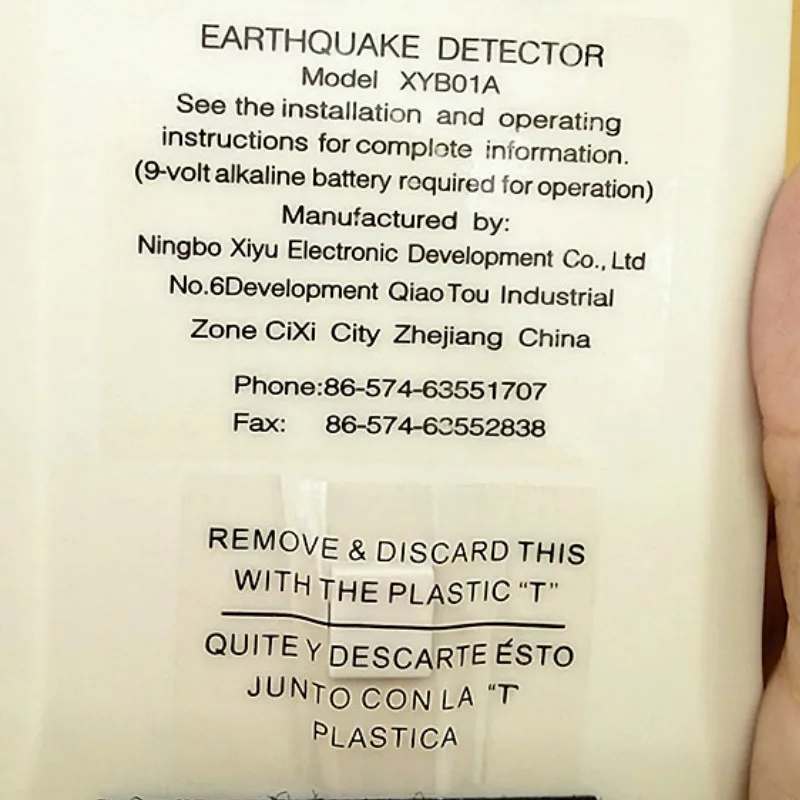 EARTHQUAKE DETECTOR
Model XYB01A
See the installation and operating
instructions for complete information.
(9-volt alkaline battery required for operation)
Manufactured by:
Ningbo Xiyu Electronic Development Co., Ltd
No.6Development Qiao Tou Industrial
Zone CiXi City Zhejiang China
Phone:86-574-63551707
Fax: 86-574-63552838
REMOVE & DISCARD THIS
WITH THE PLASTIC “T”
QUITE Y DESCARTE ÉSTO
JUNTO CON LA “T
PLASTICA